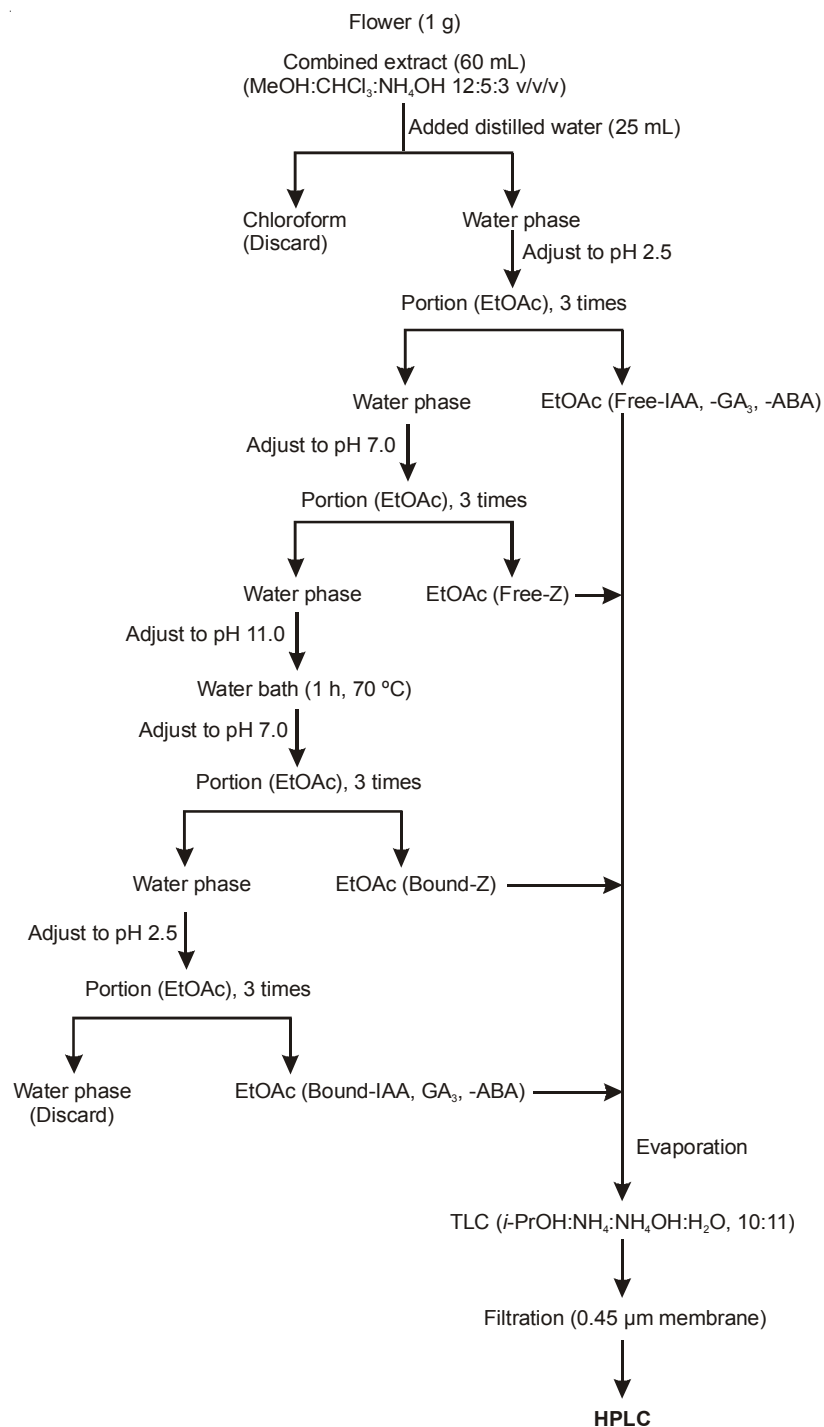 Flower (1 g)
Combined extract (60 mL)
(MeOH:CHCl₃:NH₄OH 12:5:3 v/v/v)
Added distilled water (25 mL)
Chloroform
(Discard)
Water phase
Adjust to pH 2.5
Portion (EtOAc), 3 times
Water phase
EtOAc (Free-IAA, -GA₃, -ABA)
Adjust to pH 7.0
Portion (EtOAc), 3 times
Water phase
EtOAc (Free-Z)
Adjust to pH 11.0
Water bath (1 h, 70 ºC)
Adjust to pH 7.0
Portion (EtOAc), 3 times
Water phase
EtOAc (Bound-Z)
Adjust to pH 2.5
Portion (EtOAc), 3 times
Water phase
(Discard)
EtOAc (Bound-IAA, GA₃, -ABA)
Evaporation
TLC (i-PrOH:NH₄:NH₄OH:H₂O, 10:11)
Filtration (0.45 µm membrane)
HPLC